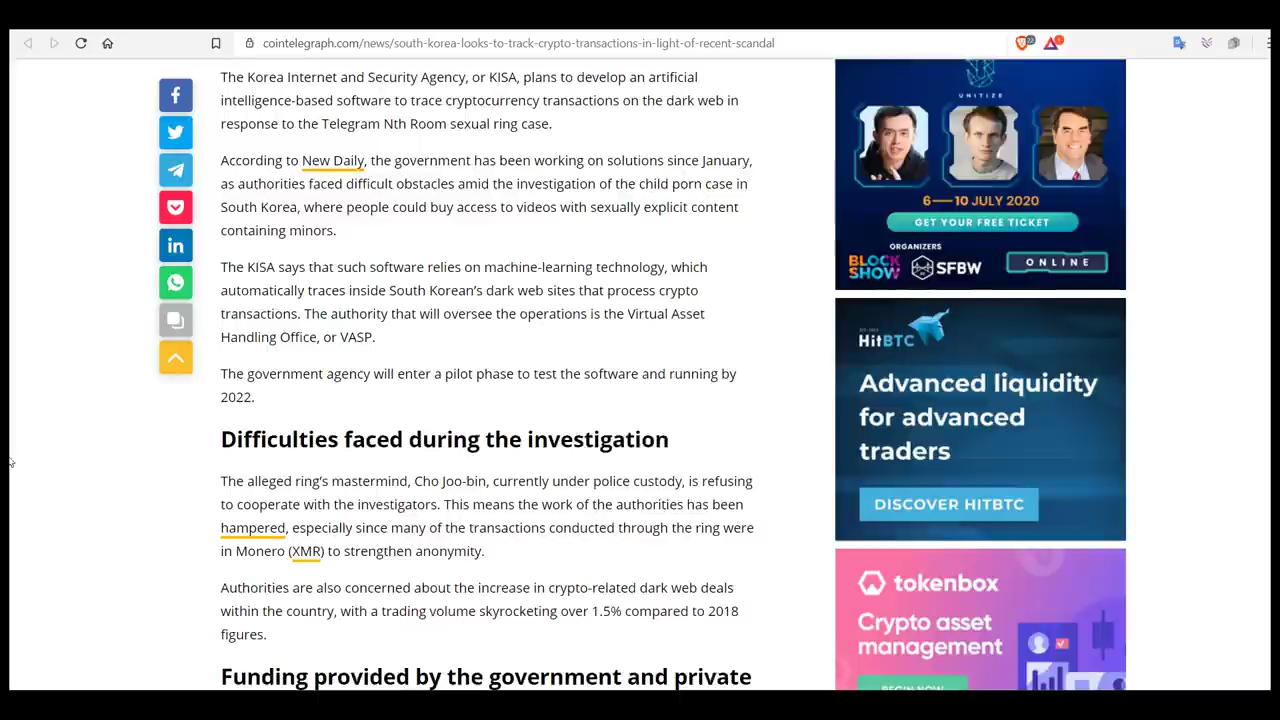 cointelegraph.com/news/south-korea-looks-to-track-crypto-transactions-in-light-of-recent-scandal
The Korea Internet and Security Agency, or KISA, plans to develop an artificial
intelligence-based software to trace cryptocurrency transactions on the dark web in
response to the Telegram Nth Room sexual ring case.
According to New Daily, the government has been working on solutions since January,
as authorities faced difficult obstacles amid the investigation of the child porn case in
South Korea, where people could buy access to videos with sexually explicit content
containing minors.
The KISA says that such software relies on machine-learning technology, which
automatically traces inside South Korean's dark web sites that process crypto
transactions. The authority that will oversee the operations is the Virtual Asset
Handling Office, or VASP.
The government agency will enter a pilot phase to test the software and running by
2022.
Difficulties faced during the investigation
The alleged ring's mastermind, Cho Joo-bin, currently under police custody, is refusing
to cooperate with the investigators. This means the work of the authorities has been
hampered, especially since many of the transactions conducted through the ring were
in Monero (XMR) to strengthen anonymity.
Authorities are also concerned about the increase in crypto-related dark web deals
within the country, with a trading volume skyrocketing over 1.5% compared to 2018
figures.
Funding provided by the government and private
UNITIZE
6—10 JULY 2020
GET YOUR FREE TICKET
ORGANIZERS
BLOCK
SHOW
SFBW
ONLINE
HitBTC
Advanced liquidity
for advanced
traders
DISCOVER HITBTC
tokenbox
Crypto asset
management
BEGIN NOW